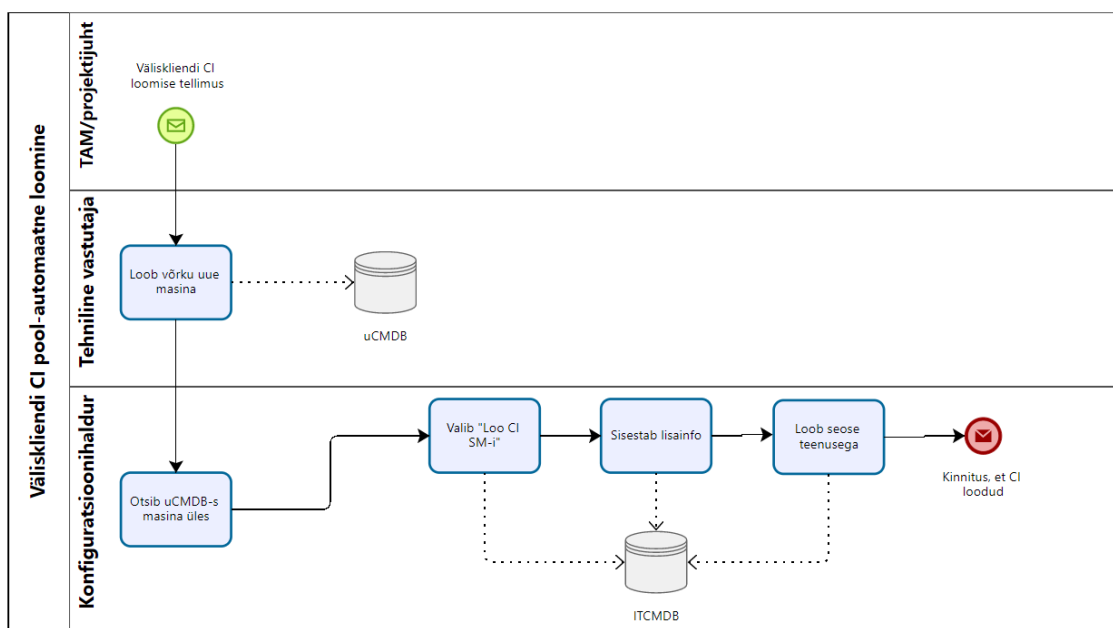 Väliskliendi CI pool-automaatne loomine
TAM/projektijuht
Väliskliendi CI
loomise tellimus
Tehniline vastutaja
Loob võrku uue
masina
uCMDB
Konfiguratsioonihaldur
Otsib uCMDB-s
masina üles
Valib "Loo CI
SM-i"
Sisestab lisainfo
Loob seose
teenusega
Kinnitus, et CI
loodud
ITCMDB